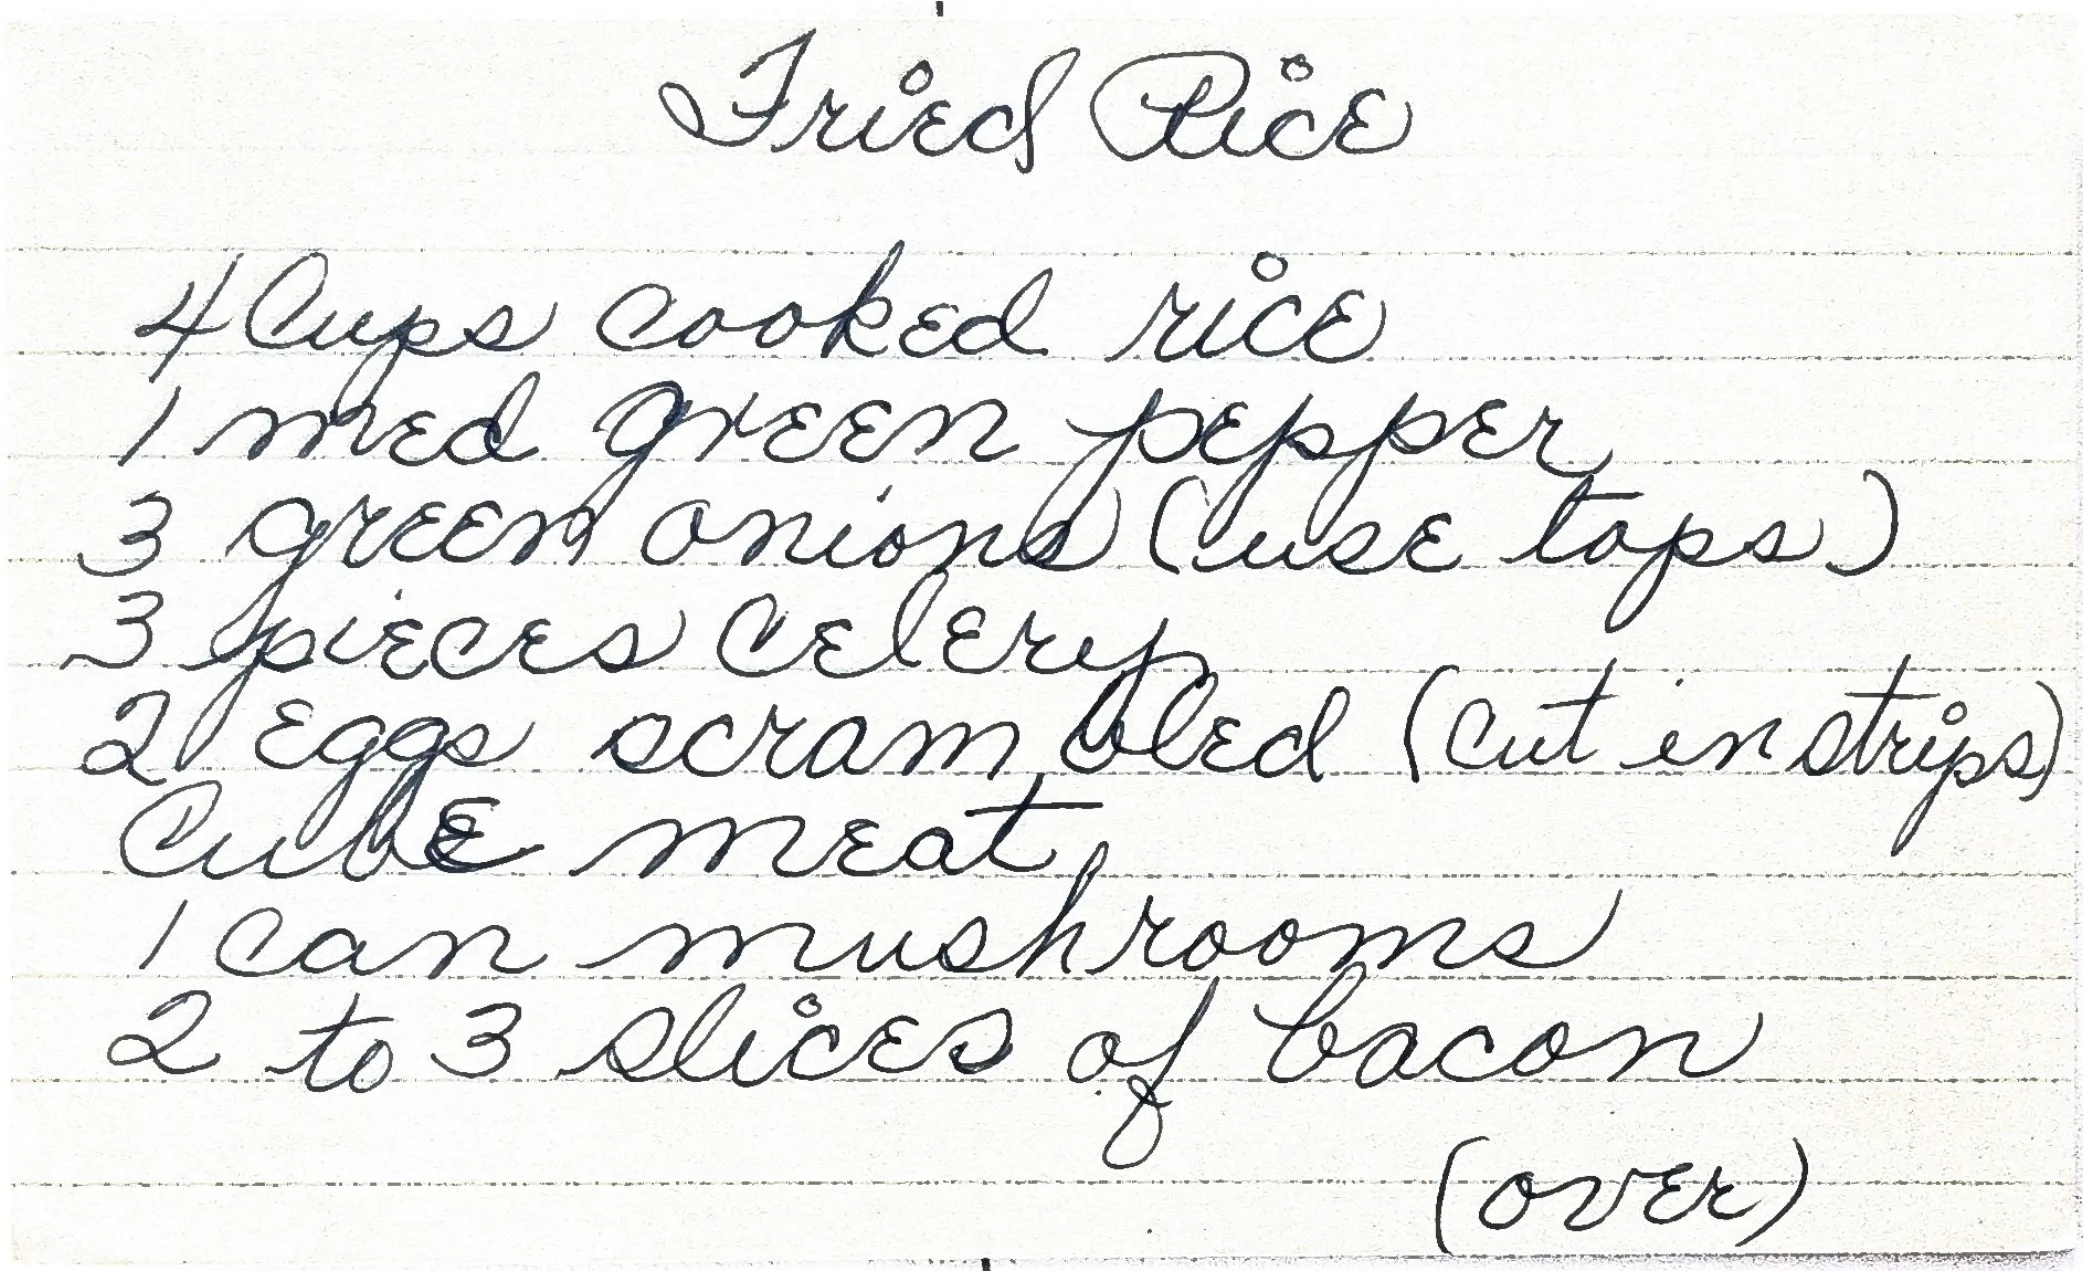 Fried Rice
4 Cups cooked rice
1 med green pepper
3 green onions (use tops)
3 pieces celery
2 eggs scrambled (cut in strips)
Cube meat
1 can mushrooms
2 to 3 slices of bacon
(over)